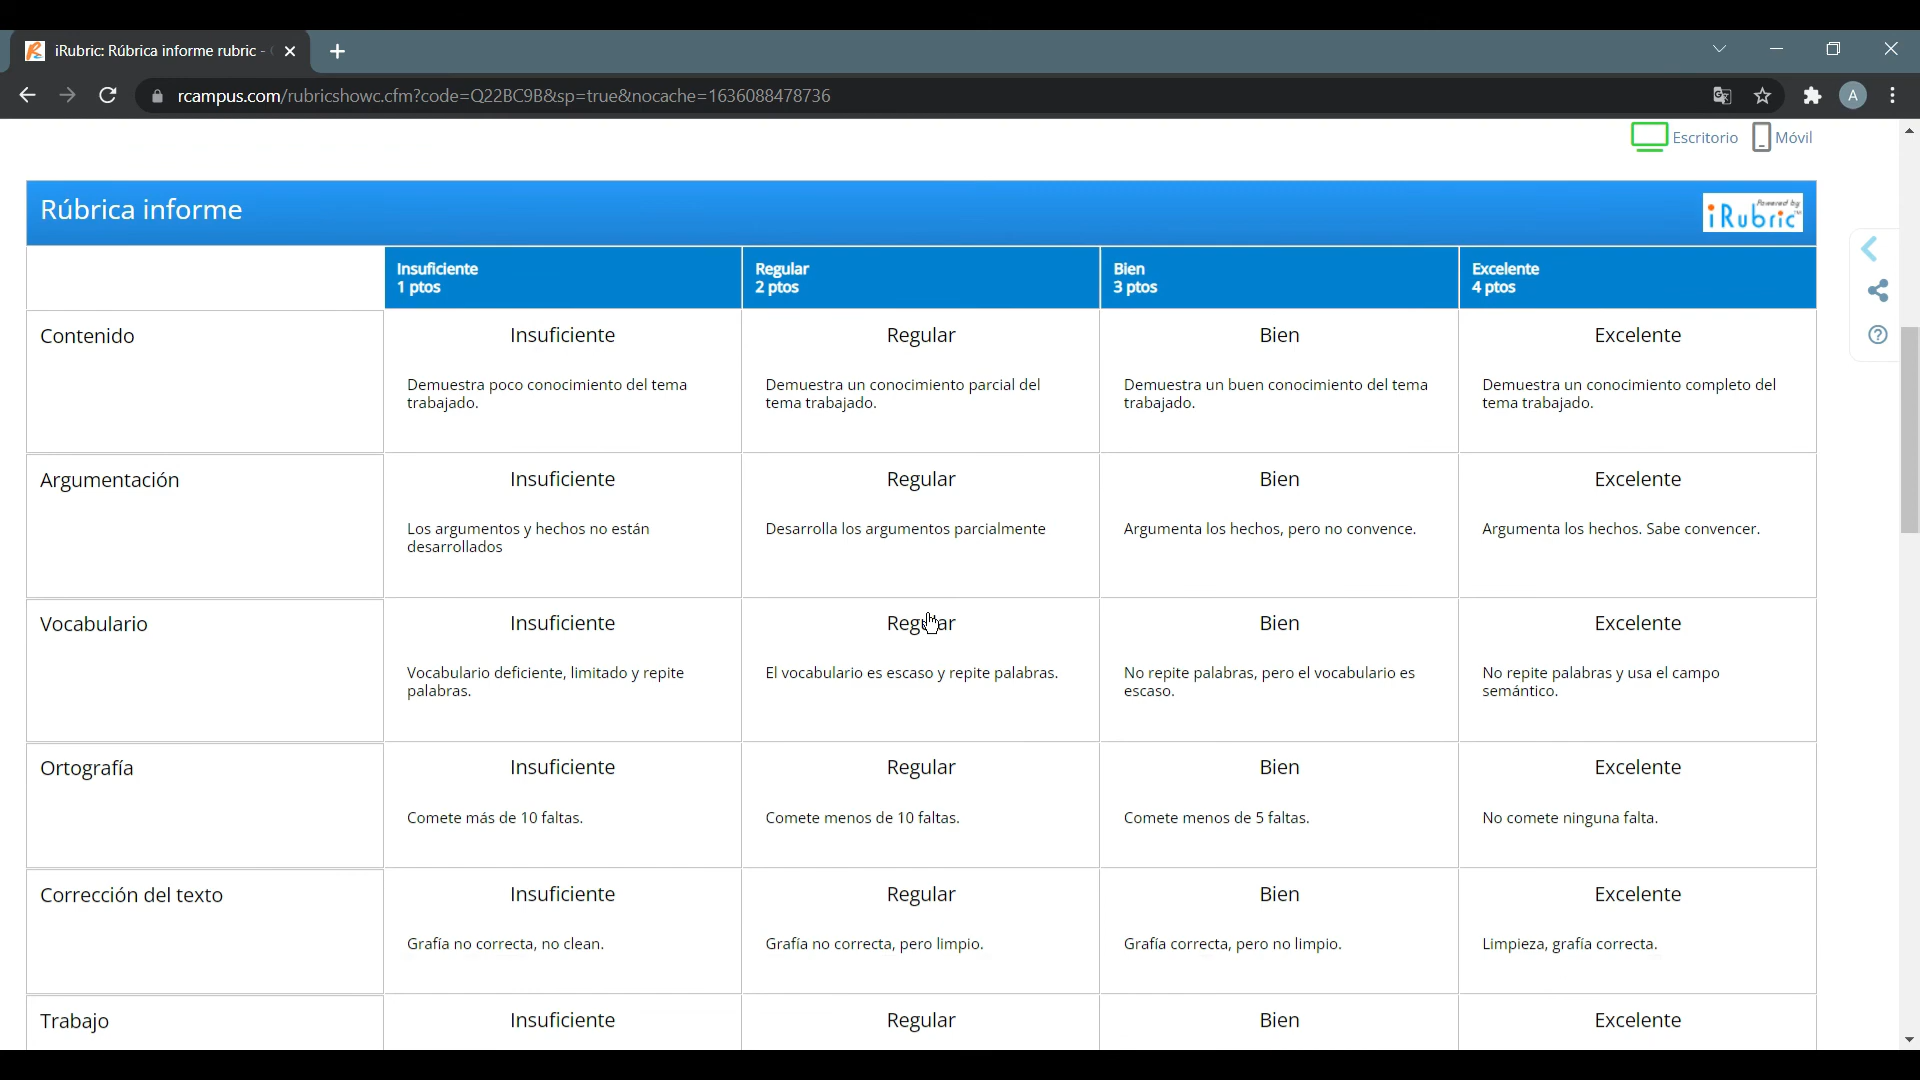 iRubric: Rúbrica informe rubric -
rcampus.com/rubricshowc.cfm?code=Q22BC9B&sp=true&nocache=1636088478736
A
Escritorio
Móvil
Rúbrica informe
Powered by
iRubric
Insuficiente
1 ptos
Regular
2 ptos
Bien
3 ptos
Excelente
4 ptos
Contenido
Insuficiente
Demuestra poco conocimiento del tema
trabajado.
Regular
Demuestra un conocimiento parcial del
tema trabajado.
Bien
Demuestra un buen conocimiento del tema
trabajado.
Excelente
Demuestra un conocimiento completo del
tema trabajado.
Argumentación
Insuficiente
Los argumentos y hechos no están
desarrollados
Regular
Desarrolla los argumentos parcialmente
Bien
Argumenta los hechos, pero no convence.
Excelente
Argumenta los hechos. Sabe convencer.
Vocabulario
Insuficiente
Vocabulario deficiente, limitado y repite
palabras.
Regular
El vocabulario es escaso y repite palabras.
Bien
No repite palabras, pero el vocabulario es
escaso.
Excelente
No repite palabras y usa el campo
semántico.
Ortografía
Insuficiente
Comete más de 10 faltas.
Regular
Comete menos de 10 faltas.
Bien
Comete menos de 5 faltas.
Excelente
No comete ninguna falta.
Corrección del texto
Insuficiente
Grafía no correcta, no clean.
Regular
Grafía no correcta, pero limpio.
Bien
Grafía correcta, pero no limpio.
Excelente
Limpieza, grafía correcta.
Trabajo
Insuficiente
Regular
Bien
Excelente